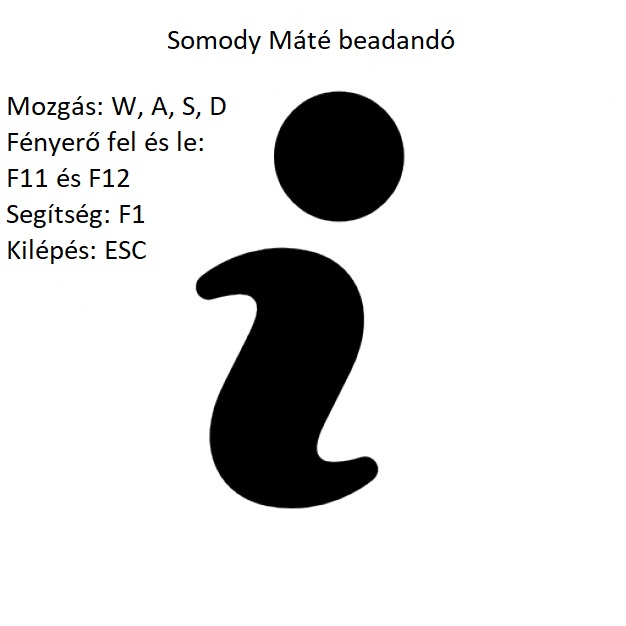 Somody Máté beadandó
Mozgás: W, A, S, D
Fényerő fel és le:
F11 és F12
Segítség: F1
Kilépés: ESC